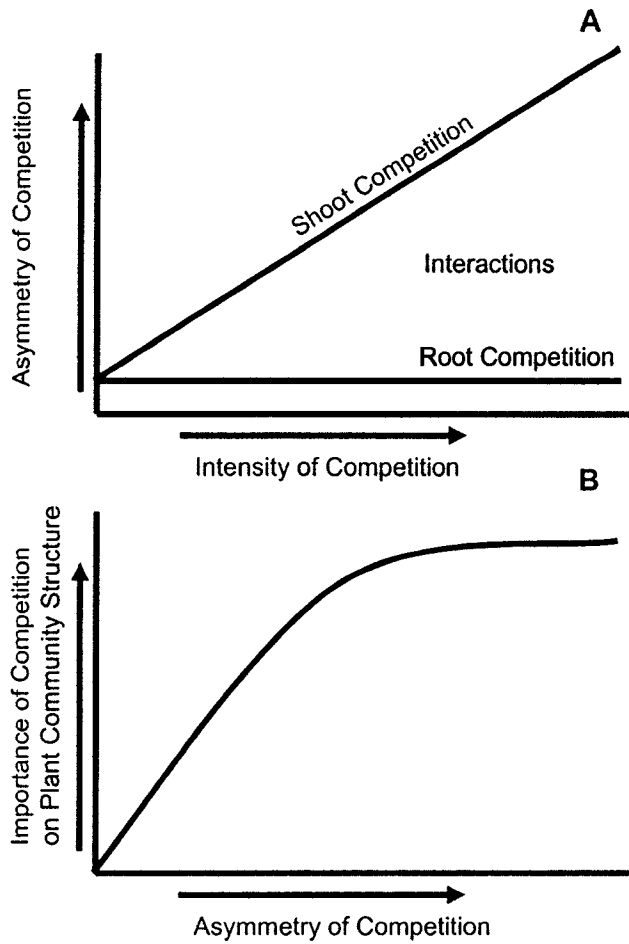 A
Asymmetry of Competition
Shoot Competition
Interactions
Root Competition
Intensity of Competition
B
Importance of Competition
on Plant Community Structure
Asymmetry of Competition